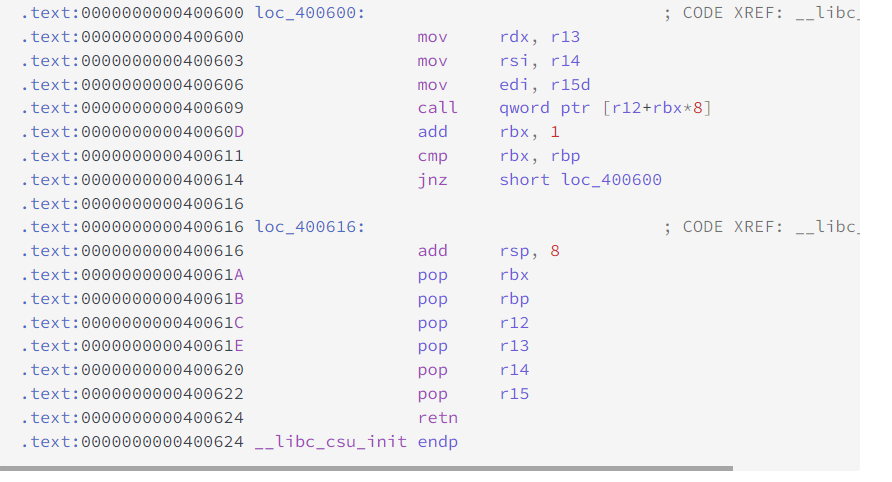 .text:0000000000400600 loc_400600: ; CODE XREF: __libc_
.text:0000000000400600 mov rdx, r13
.text:0000000000400603 mov rsi, r14
.text:0000000000400606 mov edi, r15d
.text:0000000000400609 call qword ptr [r12+rbx*8]
.text:000000000040060D add rbx, 1
.text:0000000000400611 cmp rbx, rbp
.text:0000000000400614 jnz short loc_400600
.text:0000000000400616
.text:0000000000400616 loc_400616: ; CODE XREF: __libc_
.text:0000000000400616 add rsp, 8
.text:000000000040061A pop rbx
.text:000000000040061B pop rbp
.text:000000000040061C pop r12
.text:000000000040061E pop r13
.text:0000000000400620 pop r14
.text:0000000000400622 pop r15
.text:0000000000400624 retn
.text:0000000000400624 __libc_csu_init endp